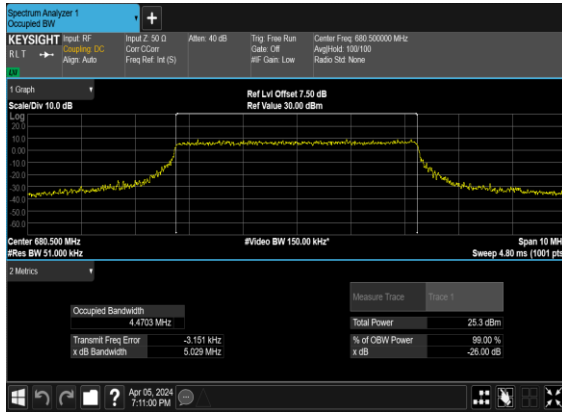 Spectrum Analyzer 1
Occupied BW
+
KEYSIGHT
RLT
LW
Input: RF
Coupling: DC
Align: Auto
Input Z: 50 Ω
Corr CCorr
Freq Ref: Int (S)
Atten: 40 dB
Trig: Free Run
Gate: Off
#IF Gain: Low
Center Freq: 680.500000 MHz
Avg|Hold: 100/100
Radio Std: None
1 Graph
Scale/Div 10.0 dB
Ref Lvl Offset 7.50 dB
Ref Value 30.00 dBm
Log
20.0
10.0
0.00
-10.0
-20.0
-30.0
-40.0
-50.0
-60.0
Center 680.500 MHz
#Res BW 51.000 kHz
#Video BW 150.00 kHz*
Span 10 MH
Sweep 4.80 ms (1001 pts
2 Metrics
Occupied Bandwidth
4.4703 MHz
Transmit Freq Error -3.151 kHz
x dB Bandwidth 5.029 MHz
Measure Trace Trace 1
Total Power 25.3 dBm
% of OBW Power 99.00 %
x dB -26.00 dB
?
Apr 05, 2024
7:11:00 PM